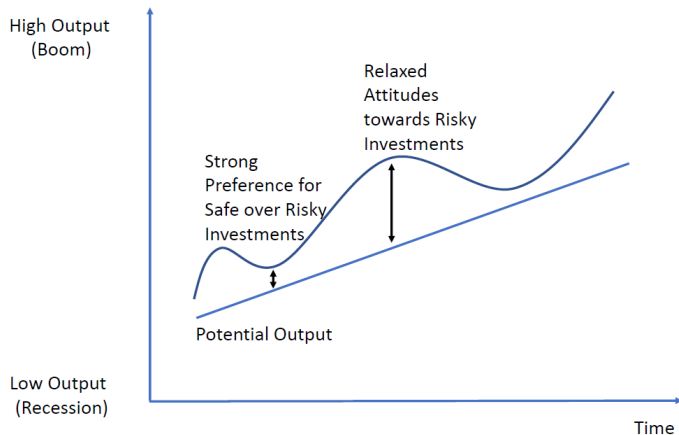 High Output
(Boom)
Relaxed
Attitudes
towards Risky
Investments
Strong
Preference for
Safe over Risky
Investments
Potential Output
Low Output
(Recession)
Time